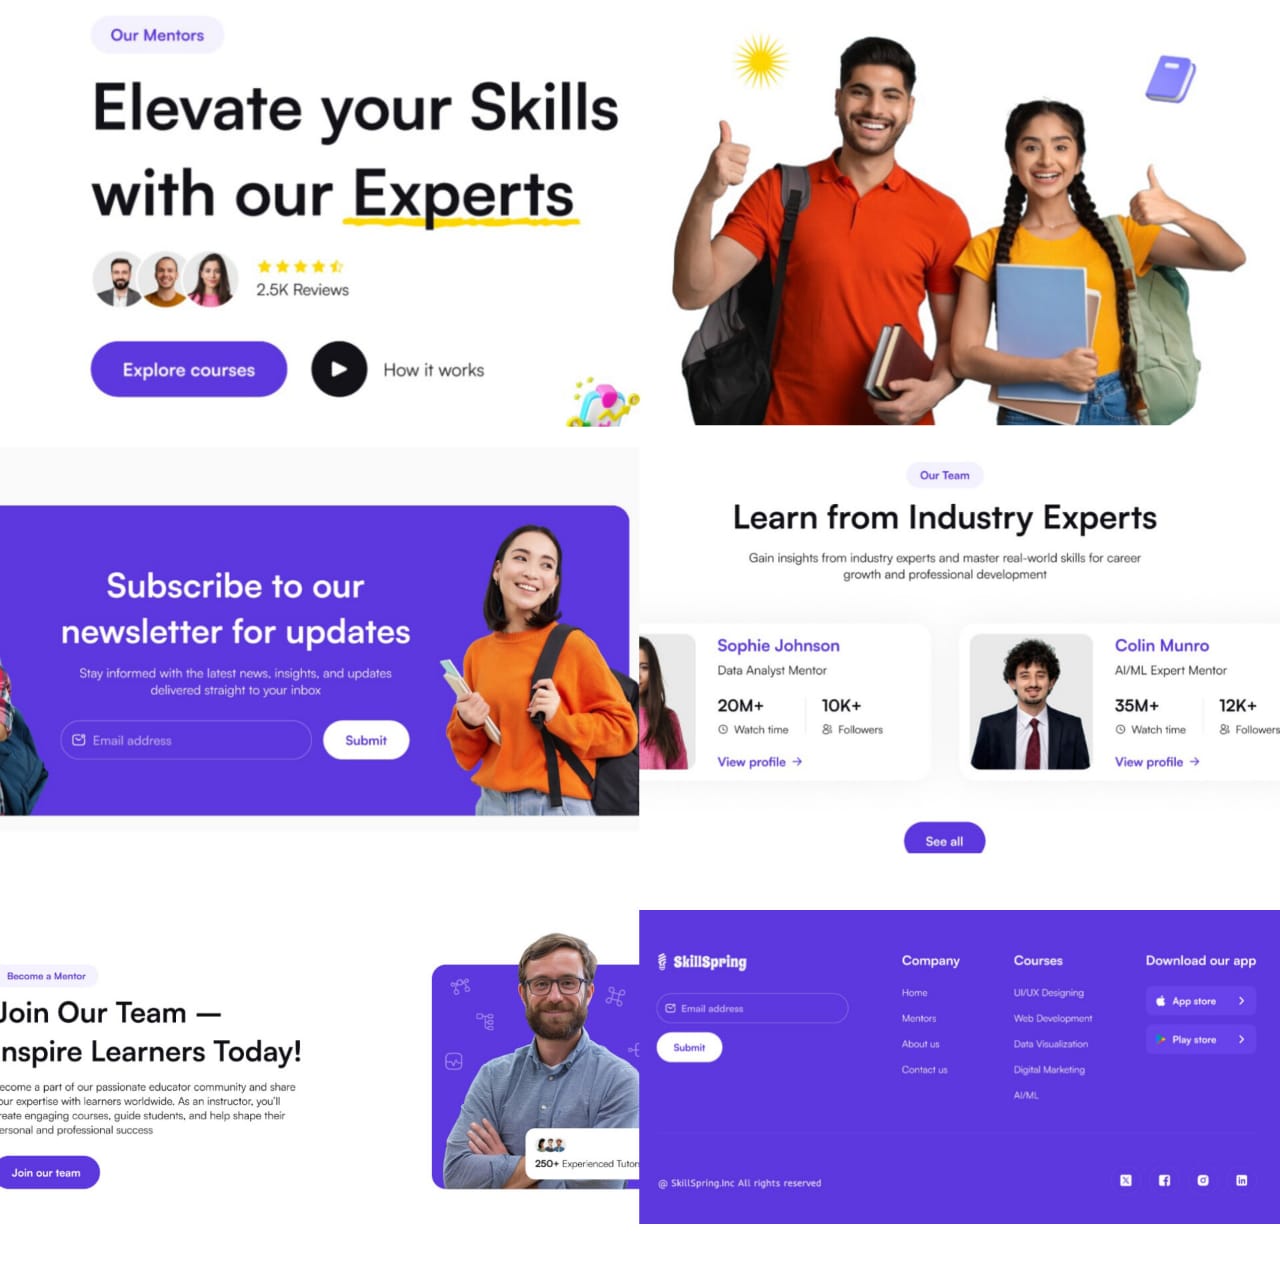 Our Mentors
Elevate your Skills
with our Experts
2.5K Reviews
Explore courses
How it works
Subscribe to our
newsletter for updates
Stay informed with the latest news, insights, and updates
delivered straight to your inbox
Email address
Submit
Our Team
Learn from Industry Experts
Gain insights from industry experts and master real-world skills for career
growth and professional development
Sophie Johnson
Data Analyst Mentor
20M+ 10K+
Watch time Followers
View profile →
Colin Munro
AI/ML Expert Mentor
35M+ 12K+
Watch time Followers
View profile →
See all
Become a Mentor
Join Our Team —
nspire Learners Today!
ecome a part of our passionate educator community and share
our expertise with learners worldwide. As an instructor, you'll
reate engaging courses, guide students, and help shape their
ersonal and professional success
Join our team
250+ Experienced Tutor
SkillSpring
Email address
Submit
Company
Home
Mentors
About us
Contact us
Courses
UI/UX Designing
Web Development
Data Visualization
Digital Marketing
AI/ML
Download our app
App store
Play store
@ SkillSpring.Inc All rights reserved